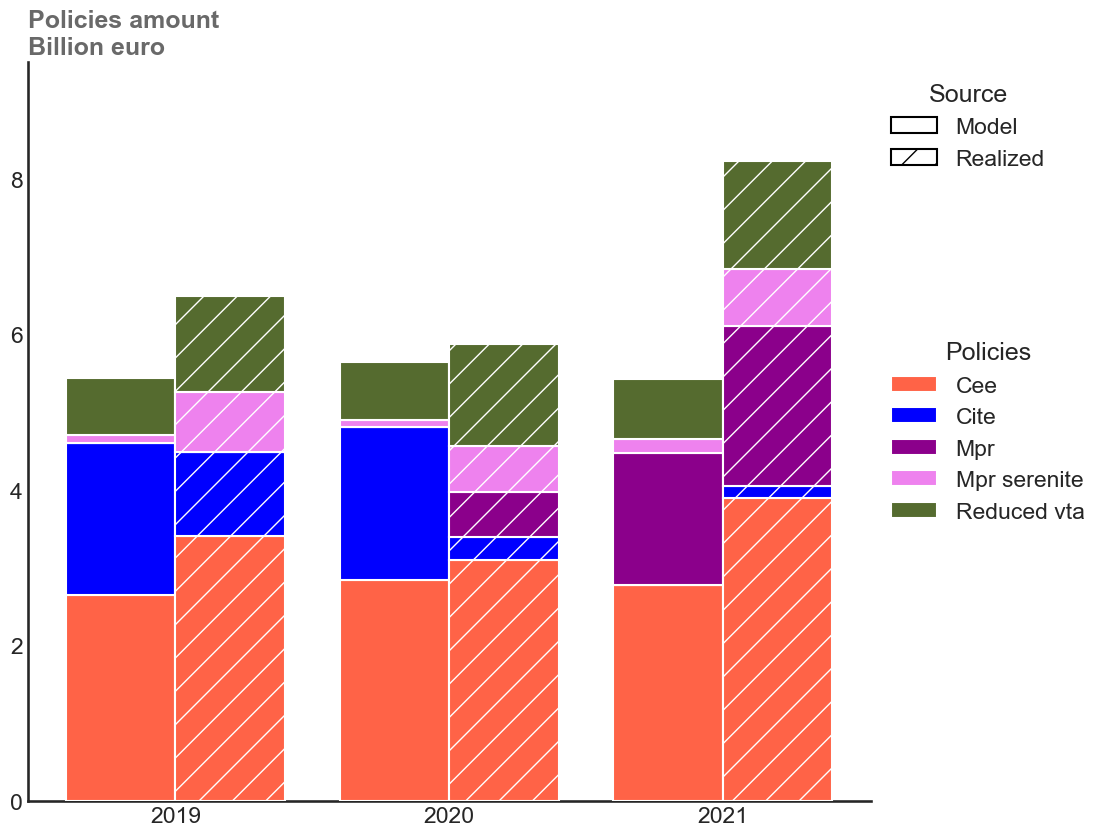 Policies amount
Billion euro
8
6
4
2
0
2019
2020
2021
Source
Model
Realized
Policies
Cee
Cite
Mpr
Mpr serenite
Reduced vta